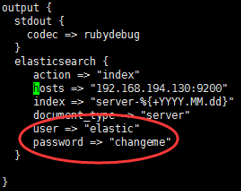 output {
  stdout {
    codec => rubydebug
  }
  elasticsearch {
    action => "index"
    hosts => "192.168.194.130:9200"
    index => "server-%{+YYYY.MM.dd}"
    document_type => "server"
    user => "elastic"
    password => "changeme"
  }
}